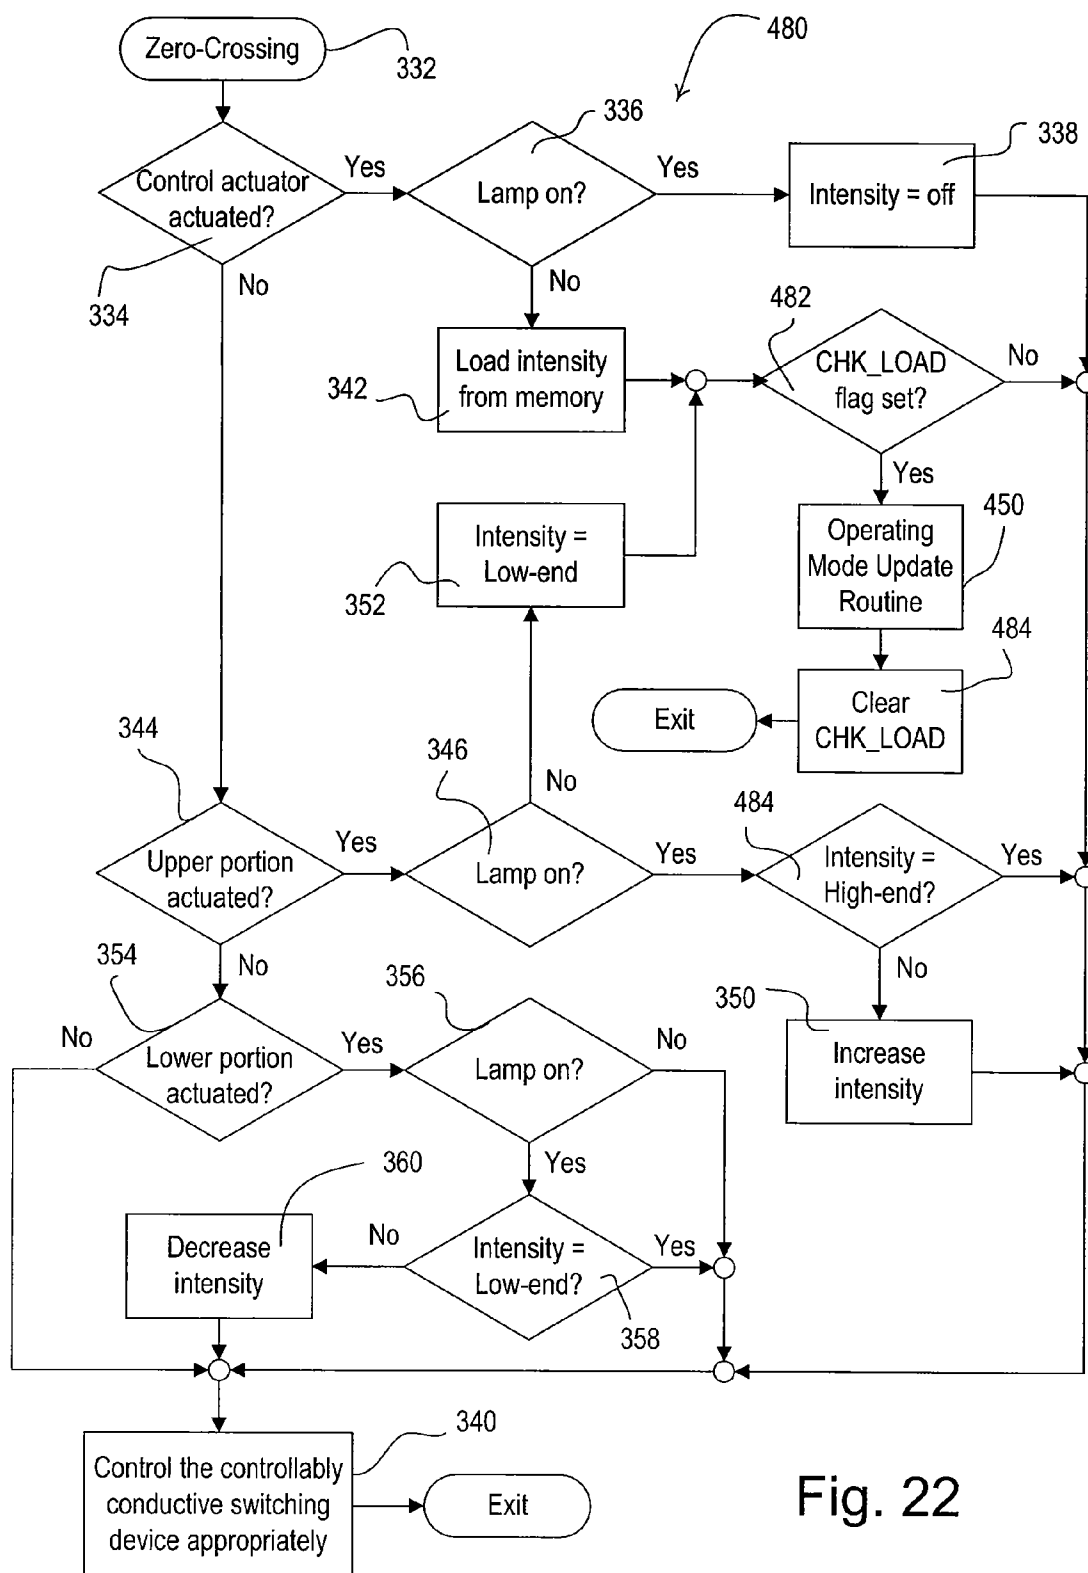 480
Zero-Crossing
332
336
338
Control actuator
actuated?
Yes
Lamp on?
Yes
Intensity = off
334
No
No
482
Load intensity
from memory
342
CHK_LOAD
flag set?
No
Yes
Intensity =
Low-end
352
Operating
Mode Update
Routine
450
484
Clear
CHK_LOAD
Exit
344
346
No
484
Upper portion
actuated?
Yes
Lamp on?
Yes
Intensity =
High-end?
Yes
No
No
354
356
350
No
Lower portion
actuated?
Yes
Lamp on?
No
Increase
intensity
Yes
360
Decrease
intensity
No
Intensity =
Low-end?
Yes
358
340
Control the controllably
conductive switching
device appropriately
Exit
Fig. 22